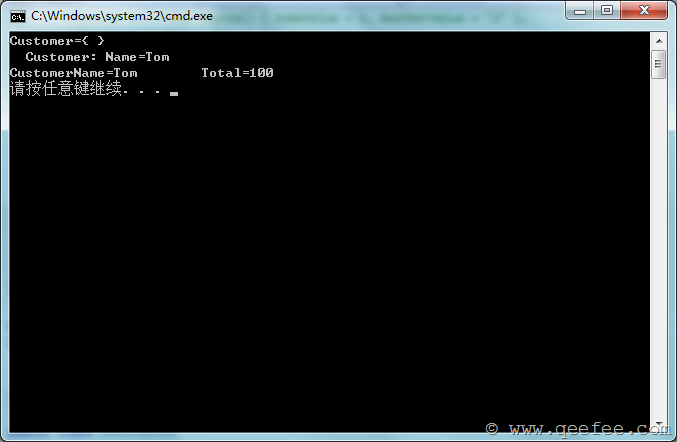 C:\Windows\system32\cmd.exe
Customer={ }
  Customer: Name=Tom
CustomerName=Tom        Total=100
请按任意键继续. . .
© www.qeefee.com